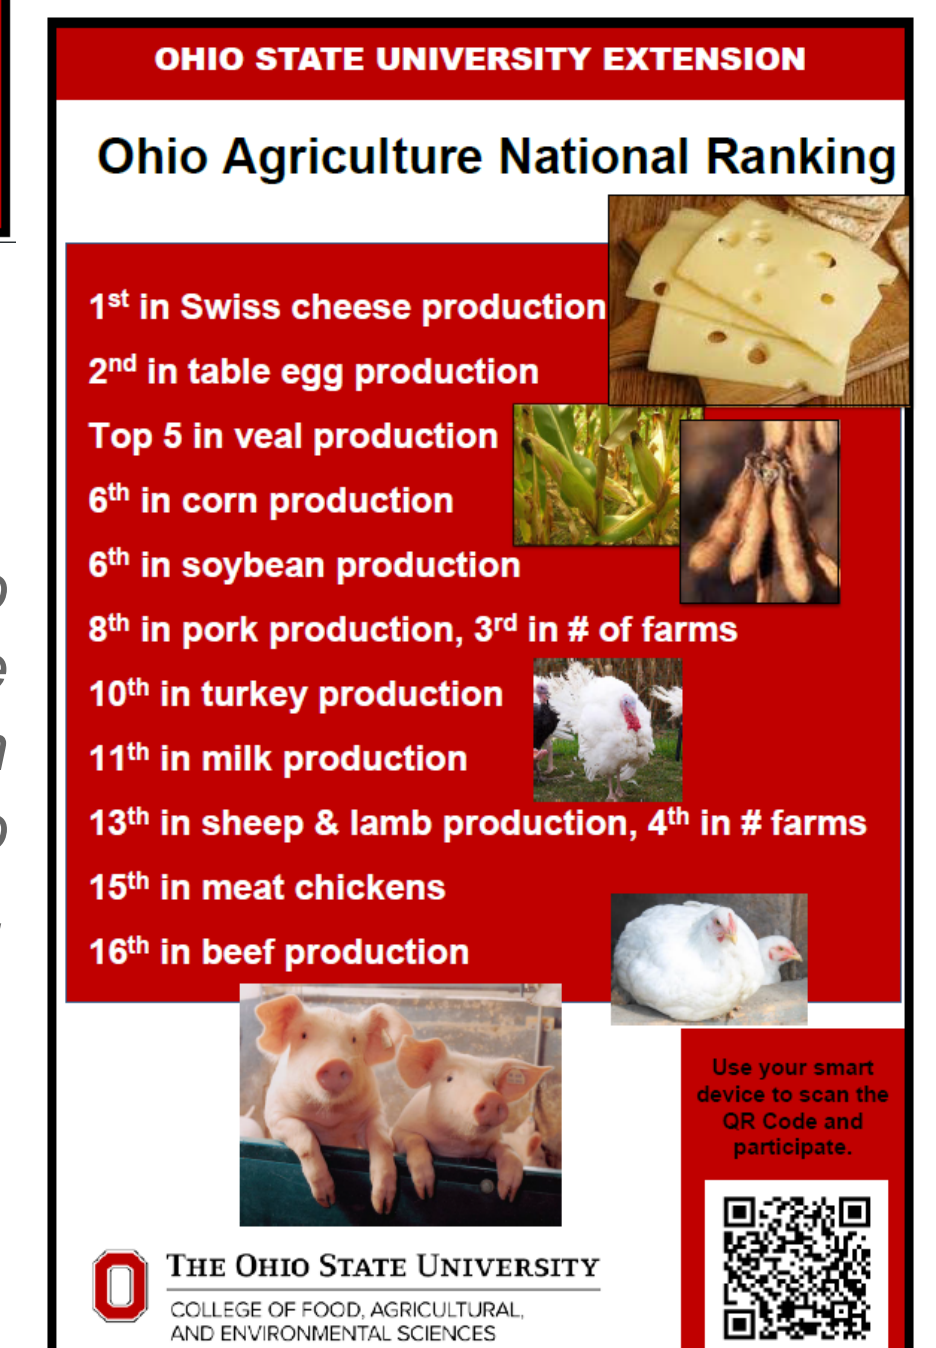 OHIO STATE UNIVERSITY EXTENSION
Ohio Agriculture National Ranking
1st in Swiss cheese production
2nd in table egg production
Top 5 in veal production
6th in corn production
6th in soybean production
8th in pork production, 3rd in # of farms
10th in turkey production
11th in milk production
13th in sheep & lamb production, 4th in # farms
15th in meat chickens
16th in beef production
Use your smart
device to scan the
QR Code and
participate.
THE OHIO STATE UNIVERSITY
COLLEGE OF FOOD, AGRICULTURAL,
AND ENVIRONMENTAL SCIENCES